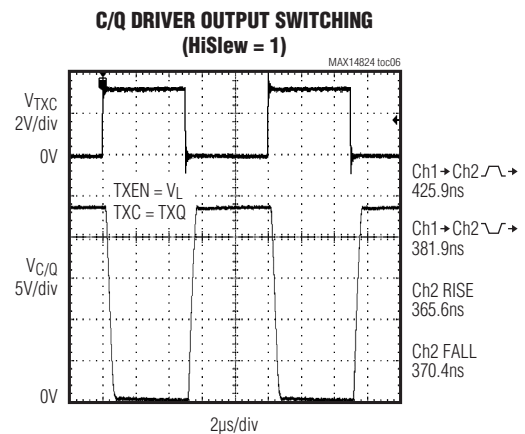 C/Q DRIVER OUTPUT SWITCHING
(HiSlew = 1)
MAX14824 toc06
VTXC
2V/div
0V
TXEN = VL
TXC = TXQ
VC/Q
5V/div
0V
Ch1→Ch2
425.9ns
Ch1→Ch2
381.9ns
Ch2 RISE
365.6ns
Ch2 FALL
370.4ns
2µs/div